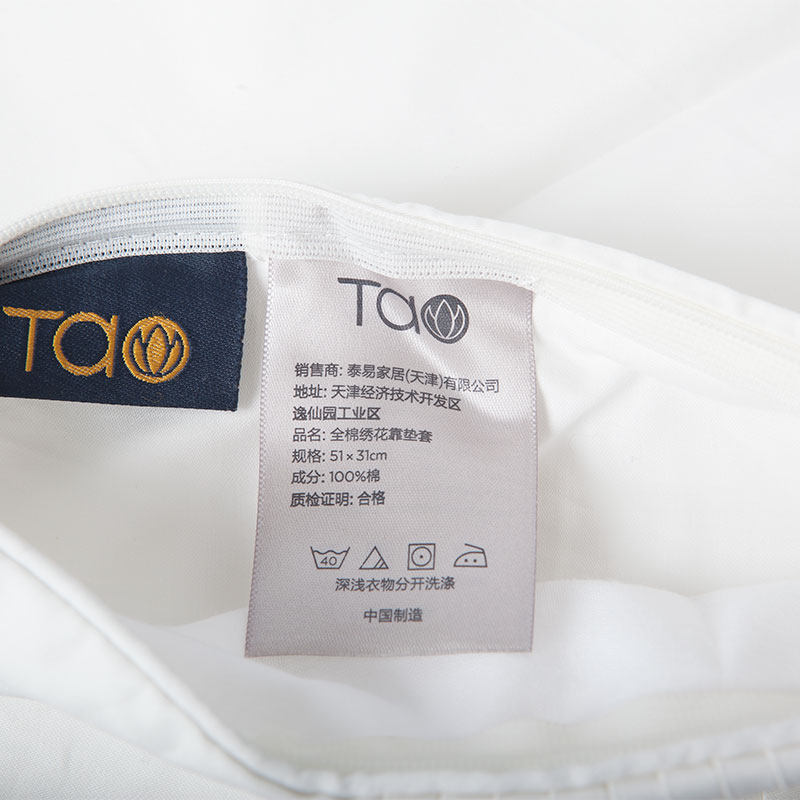 Tao
Tao
销售商: 泰易家居(天津)有限公司
地址: 天津经济技术开发区
逸仙园工业区
品名: 全棉绣花靠垫套
规格: 51×31cm
成分: 100%棉
质检证明: 合格
40
深浅衣物分开洗涤
中国制造